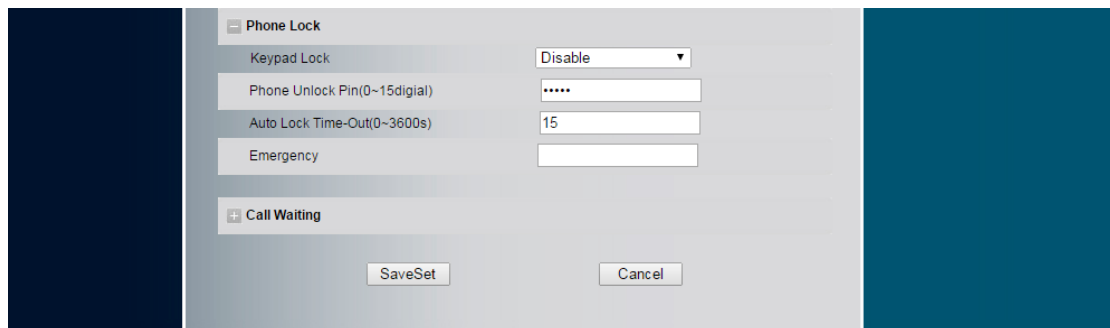 Phone Lock
Keypad Lock Disable
Phone Unlock Pin(0~15digial) •••••
Auto Lock Time-Out(0~3600s) 15
Emergency
Call Waiting
SaveSet Cancel